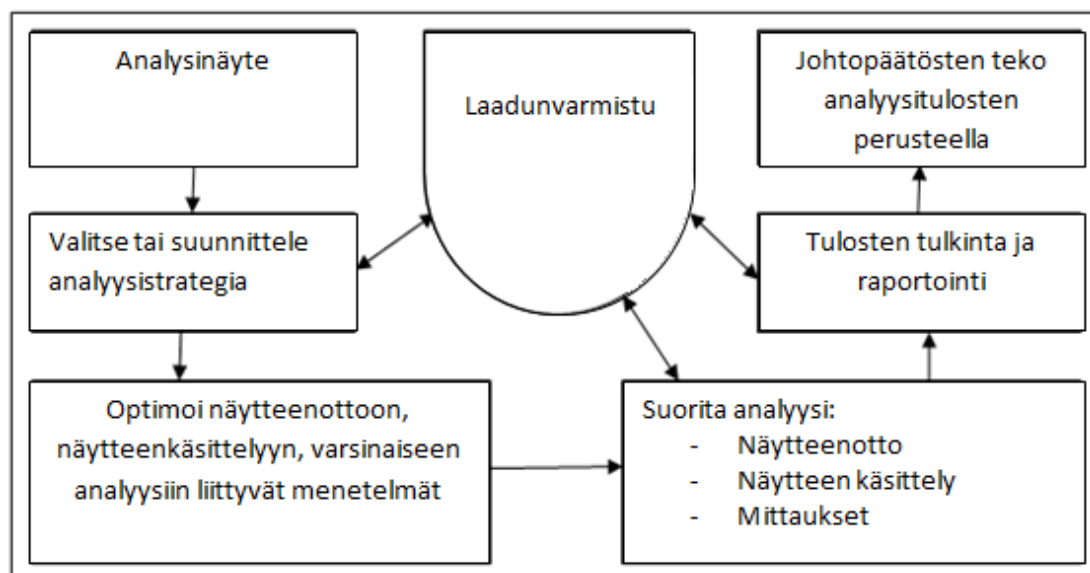 Analysinäyte
Laadunvarmistu
Johtopäätösten teko
analyysitulosten
perusteella
Valitse tai suunnittele
analyysistrategia
Tulosten tulkinta ja
raportointi
Optimoi näytteenottoon,
näytteenkäsittelyyn, varsinaiseen
analyysiin liittyvät menetelmät
Suorita analyysi:
- Näytteenotto
- Näytteen käsittely
- Mittaukset